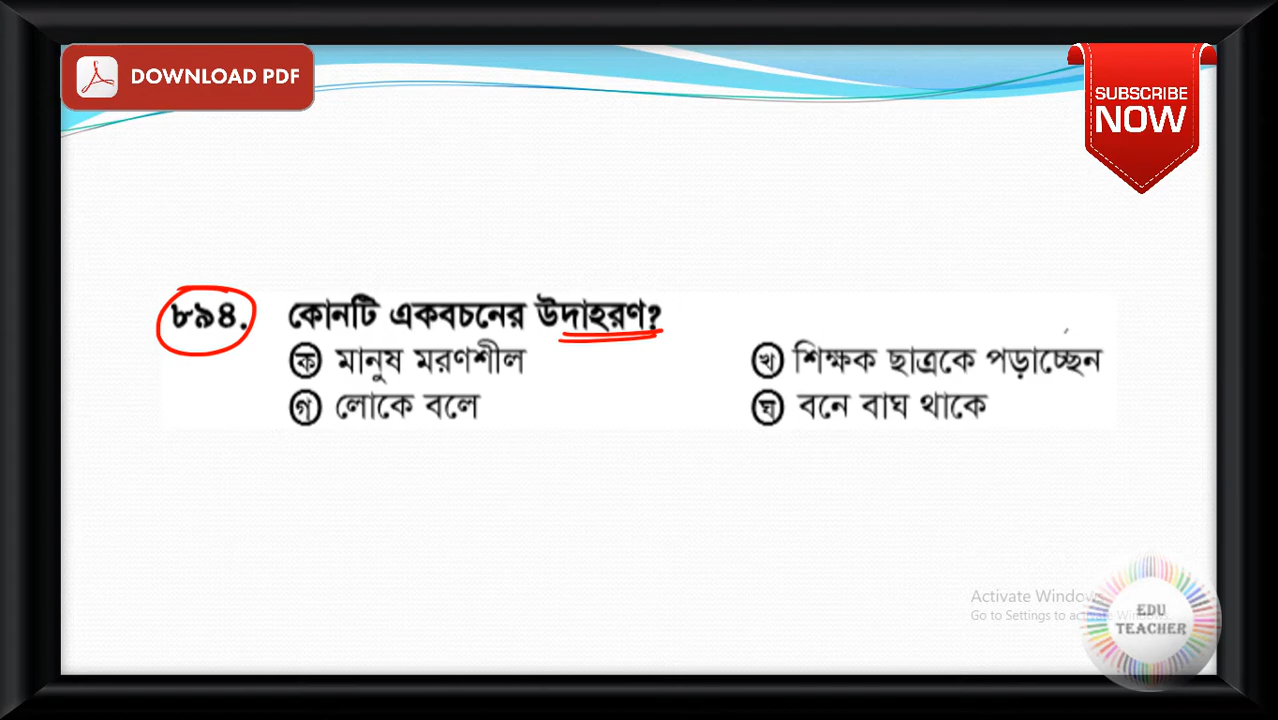 DOWNLOAD PDF
SUBSCRIBE
NOW
৮৯৪. কোনটি একবচনের উদাহরণ?
ক মানুষ মরণশীল খ শিক্ষক ছাত্রকে পড়াচ্ছেন
গ লোকে বলে ঘ বনে বাঘ থাকে
Activate Windows
Go to Settings to activate Windows.
EDU
TEACHER